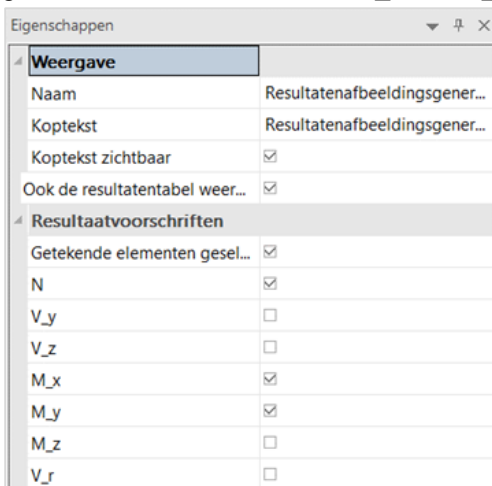 Eigenschappen
Weergave
Naam Resultatenafbeeldingsgener...
Koptekst Resultatenafbeeldingsgener...
Koptekst zichtbaar
Ook de resultatentabel weer...
Resultaatvoorschriften
Getekende elementen gesel...
N
V_y
V_z
M_x
M_y
M_z
V_r